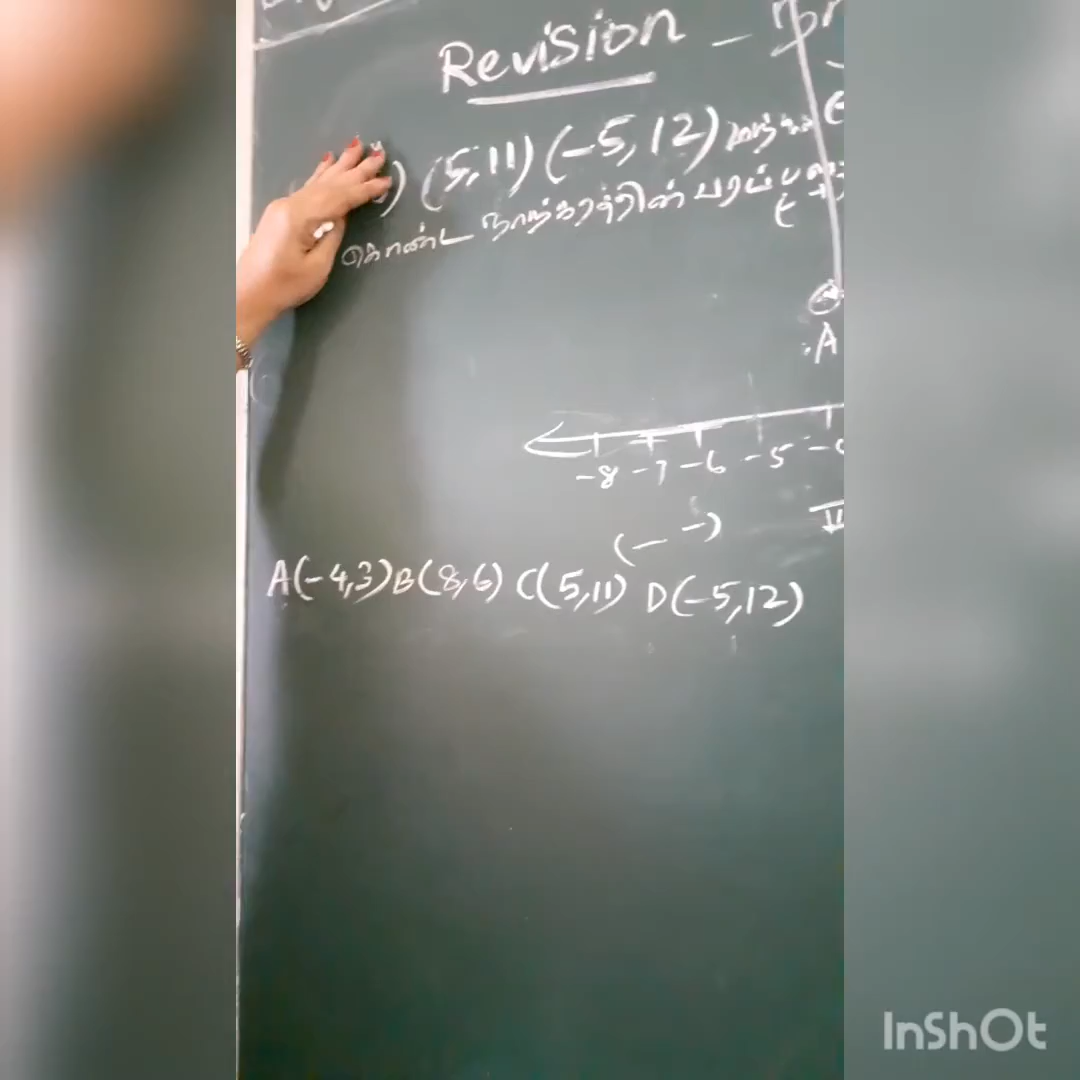 Revision –
(5,11) (-5,12)
கொண்ட நாற்கரத்தின்
A
-8 -7 -6 -5
(– –)
A(-4,3) B(8,6) C(5,11) D(-5,12)
InShOt